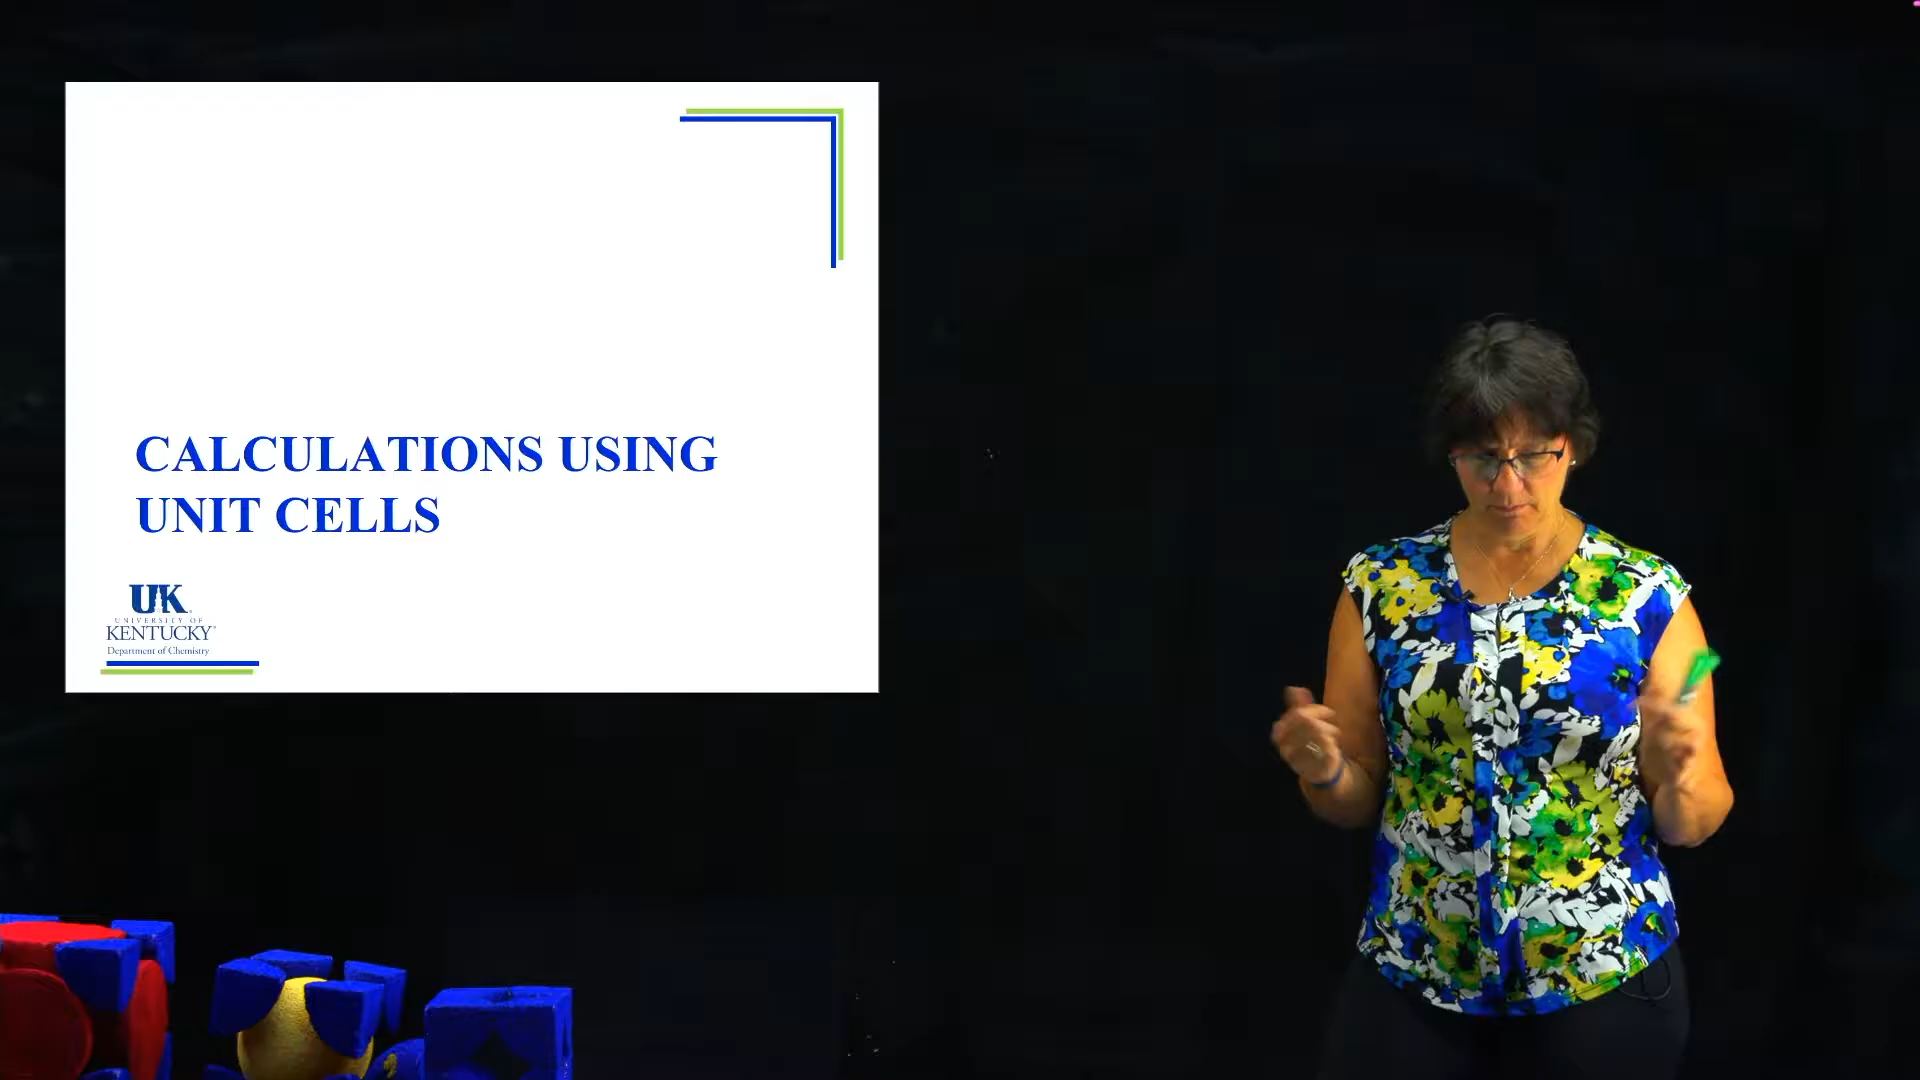 CALCULATIONS USING
UNIT CELLS
UK
UNIVERSITY OF
KENTUCKY
Department of Chemistry